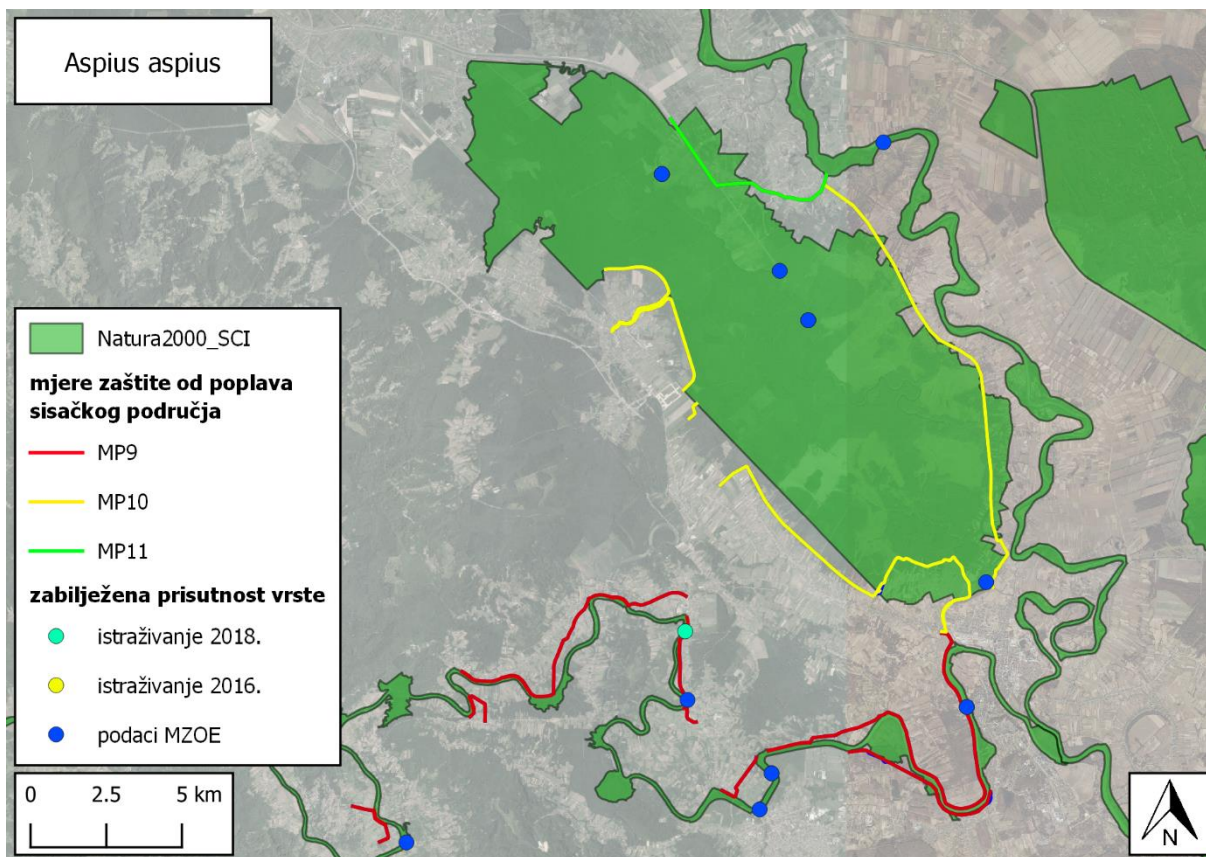 Aspius aspius
Natura2000_SCI
mjere zaštite od poplava
sisačkog područja
MP9
MP10
MP11
zabilježena prisutnost vrste
istraživanje 2018.
istraživanje 2016.
podaci MZOE
0 2.5 5 km
N